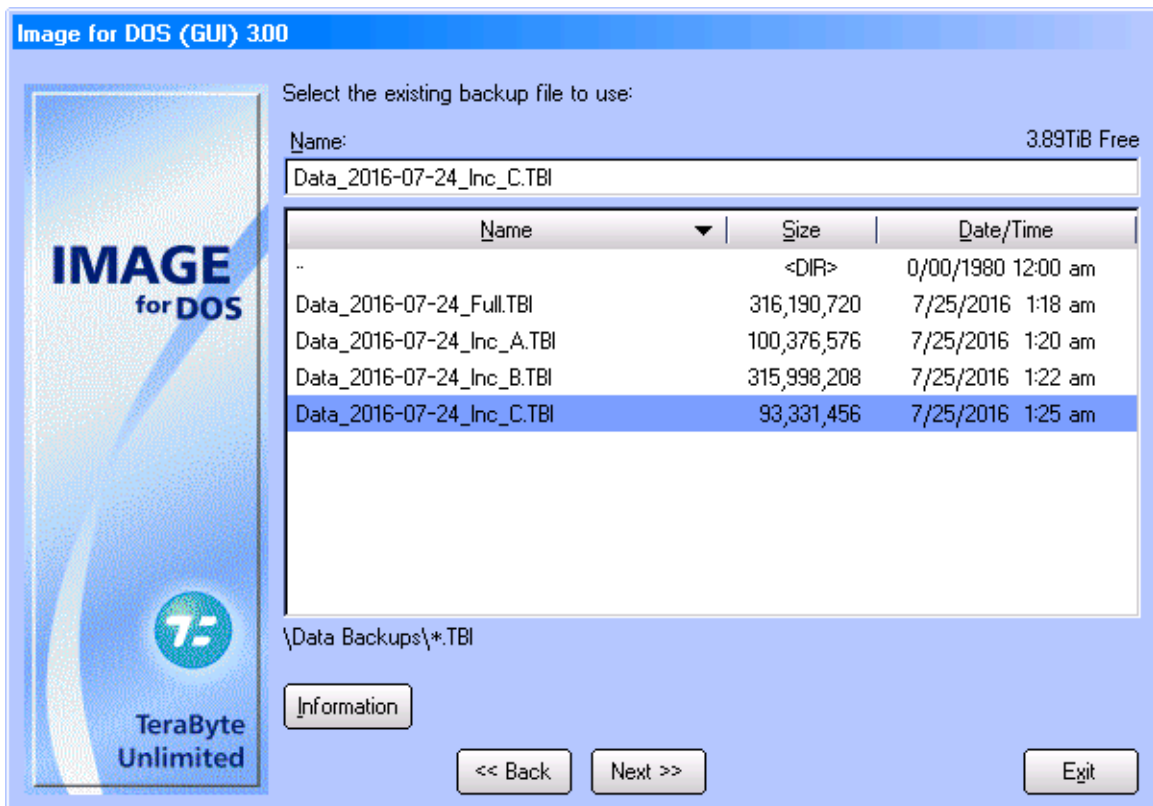 Image for DOS (GUI) 3.00
IMAGE
for DOS
TeraByte
Unlimited
Select the existing backup file to use:
Name: 3.89TiB Free
Data_2016-07-24_Inc_C.TBI
Name Size Date/Time
.. <DIR> 0/00/1980 12:00 am
Data_2016-07-24_Full.TBI 316,190,720 7/25/2016 1:18 am
Data_2016-07-24_Inc_A.TBI 100,376,576 7/25/2016 1:20 am
Data_2016-07-24_Inc_B.TBI 315,998,208 7/25/2016 1:22 am
Data_2016-07-24_Inc_C.TBI 93,331,456 7/25/2016 1:25 am
\Data Backups\*.TBI
Information
<< Back Next >> Exit